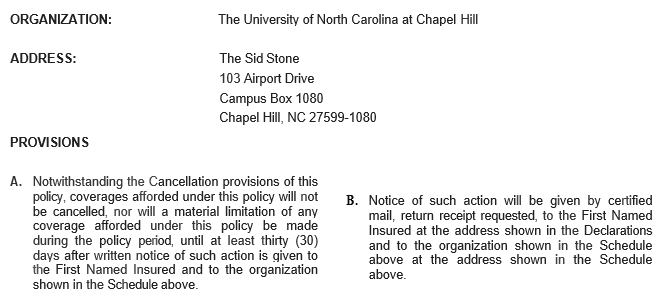 ORGANIZATION: The University of North Carolina at Chapel Hill
ADDRESS: The Sid Stone
103 Airport Drive
Campus Box 1080
Chapel Hill, NC 27599-1080
PROVISIONS
A. Notwithstanding the Cancellation provisions of this
policy, coverages afforded under this policy will not
be cancelled, nor will a material limitation of any
coverage afforded under this policy be made
during the policy period, until at least thirty (30)
days after written notice of such action is given to
the First Named Insured and to the organization
shown in the Schedule above.
B. Notice of such action will be given by certified
mail, return receipt requested, to the First Named
Insured at the address shown in the Declarations
and to the organization shown in the Schedule
above at the address shown in the Schedule
above.